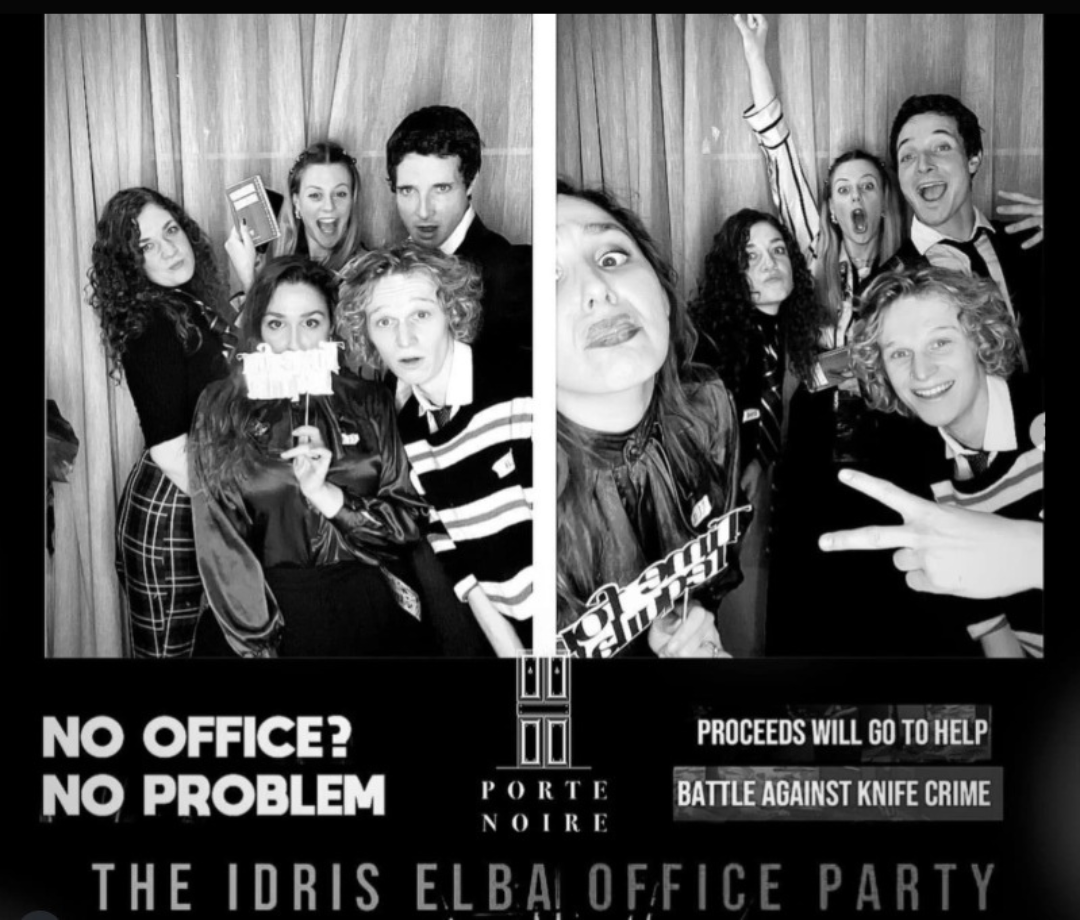 NO OFFICE?
NO PROBLEM
PORTE
NOIRE
PROCEEDS WILL GO TO HELP
BATTLE AGAINST KNIFE CRIME
THE IDRIS ELBA OFFICE PARTY